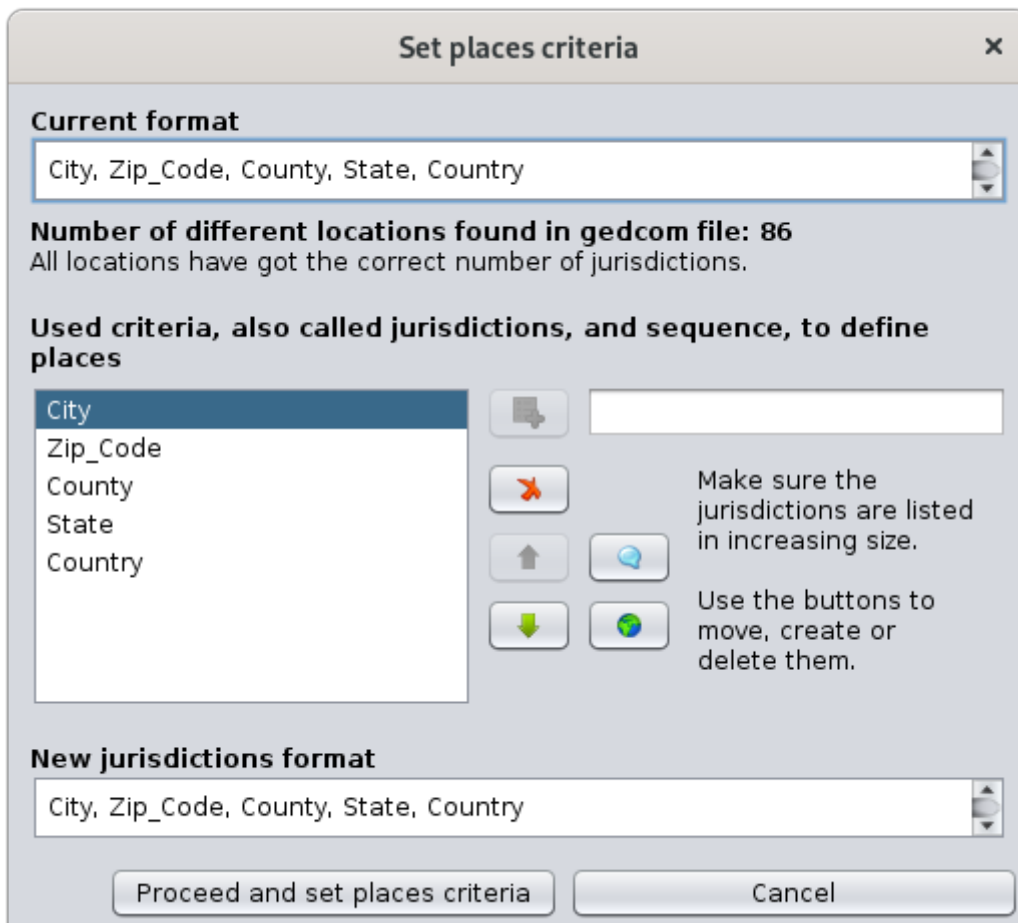 Set places criteria
Current format
City, Zip_Code, County, State, Country
Number of different locations found in gedcom file: 86
All locations have got the correct number of jurisdictions.
Used criteria, also called jurisdictions, and sequence, to define
places
City
Zip_Code
County
State
Country
Make sure the
jurisdictions are listed
in increasing size.
Use the buttons to
move, create or
delete them.
New jurisdictions format
City, Zip_Code, County, State, Country
Proceed and set places criteria
Cancel